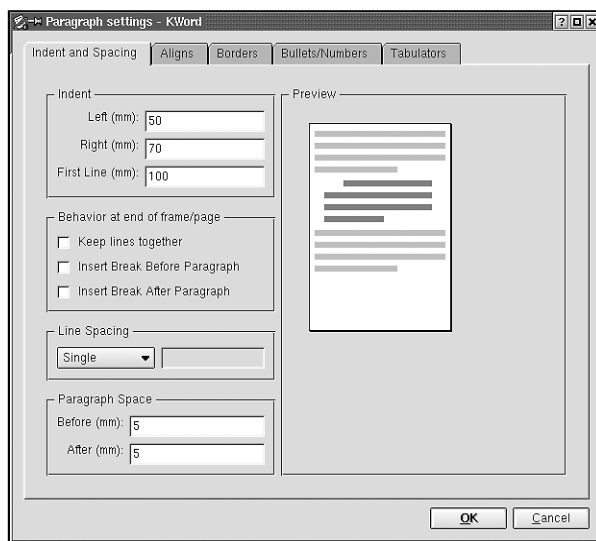 Paragraph settings - KWord
Indent and Spacing Aligns Borders Bullets/Numbers Tabulators
Indent
Left (mm): 50
Right (mm): 70
First Line (mm): 100
Behavior at end of frame/page
Keep lines together
Insert Break Before Paragraph
Insert Break After Paragraph
Line Spacing
Single
Paragraph Space
Before (mm): 5
After (mm): 5
Preview
OK Cancel